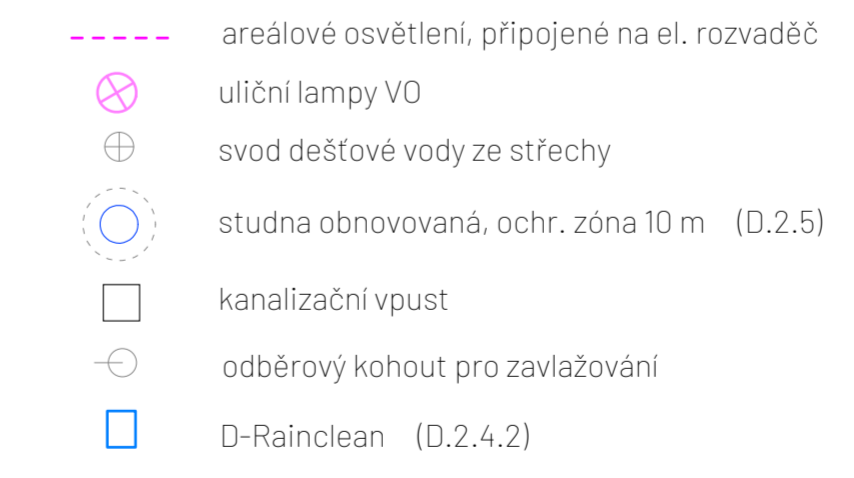 areálové osvětlení, připojené na el. rozvaděč
uliční lampy VO
svod dešťové vody ze střechy
studna obnovovaná, ochr. zóna 10 m (D.2.5)
kanalizační vpust
odběrový kohout pro zavlažování
D-Rainclean (D.2.4.2)